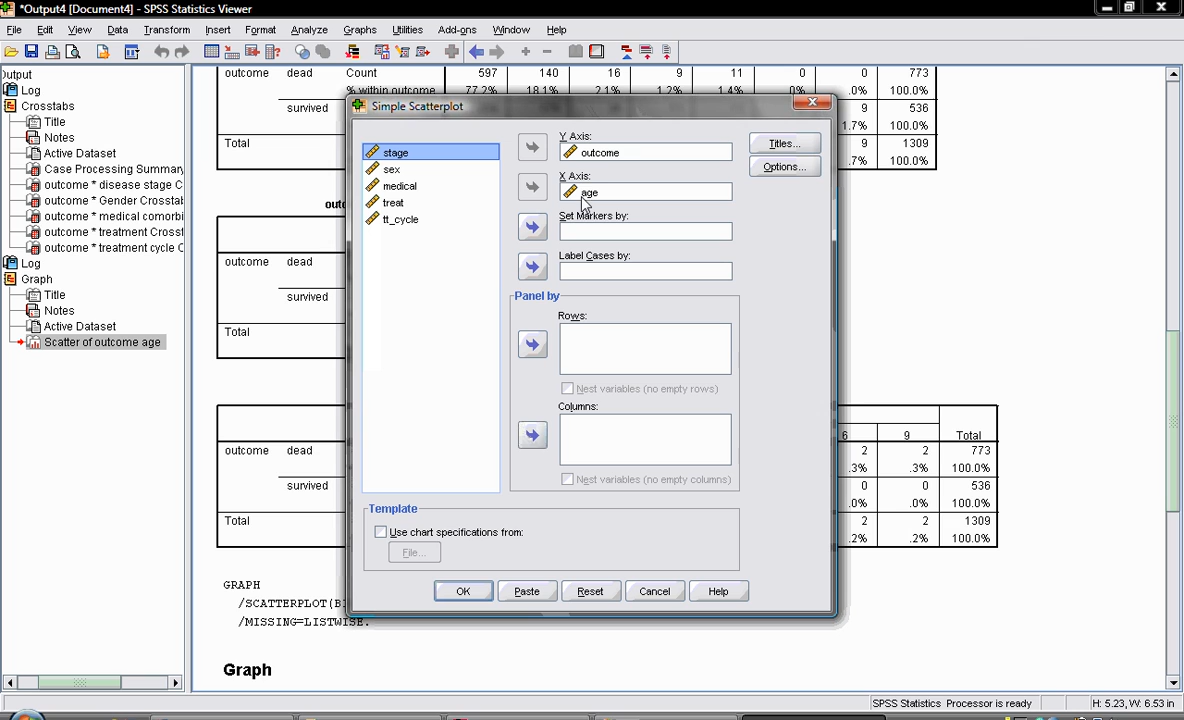 *Output4 [Document4] - SPSS Statistics Viewer
File Edit View Data Transform Insert Format Analyze Graphs Utilities Add-ons Window Help
Output
Log
Crosstabs
Title
Notes
Active Dataset
Case Processing Summary
outcome * disease stage C
outcome * Gender Crosstab
outcome * medical comorbi
outcome * treatment Crosst
outcome * treatment cycle C
Log
Graph
Title
Notes
Active Dataset
Scatter of outcome age
outcome dead Count 597 140 16 9 11 0 0 773
% within outcome 77.2% 18.1% 2.1% 1.2% 1.4% .0% .0% 100.0%
survived 9 536
1.7% 100.0%
Total 9 1309
.7% 100.0%
outc
outcome dead
survived
Total
6 9 Total
outcome dead 2 2 773
.3% .3% 100.0%
survived 0 0 536
.0% .0% 100.0%
Total 2 2 1309
.2% .2% 100.0%
GRAPH
/SCATTERPLOT(BI
/MISSING=LISTWISE.
Graph
Simple Scatterplot
stage
sex
medical
treat
tt_cycle
Y Axis:
outcome
X Axis:
age
Set Markers by:
Label Cases by:
Panel by
Rows:
Nest variables (no empty rows)
Columns:
Nest variables (no empty columns)
Titles...
Options...
Template
Use chart specifications from:
File...
OK Paste Reset Cancel Help
SPSS Statistics Processor is ready H: 5.23, W: 6.53 in